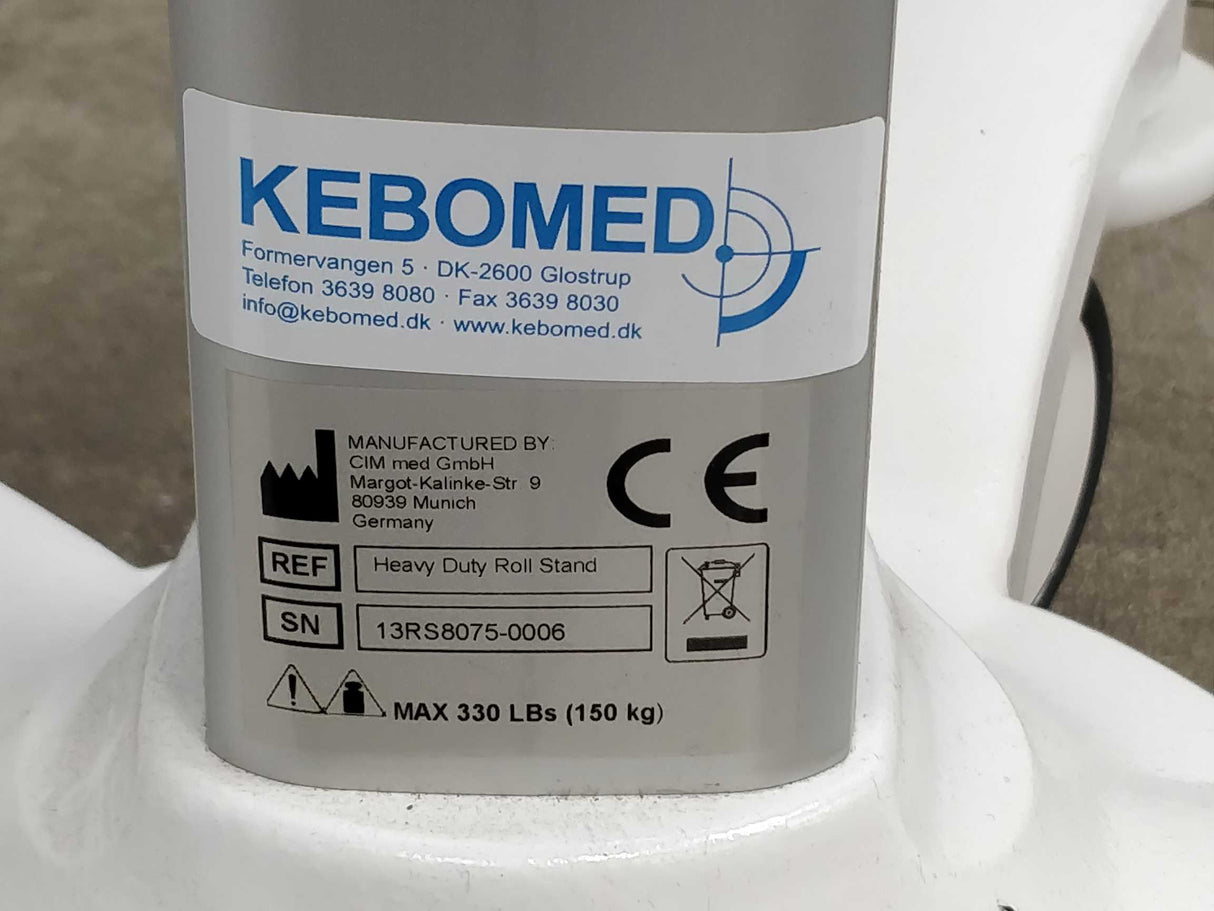 KEBOMED
Formervangen 5 · DK-2600 Glostrup
Telefon 3639 8080 · Fax 3639 8030
info@kebomed.dk · www.kebomed.dk
MANUFACTURED BY:
CIM med GmbH
Margot-Kalinke-Str 9
80939 Munich
Germany
CE
REF Heavy Duty Roll Stand
SN 13RS8075-0006
MAX 330 LBs (150 kg)